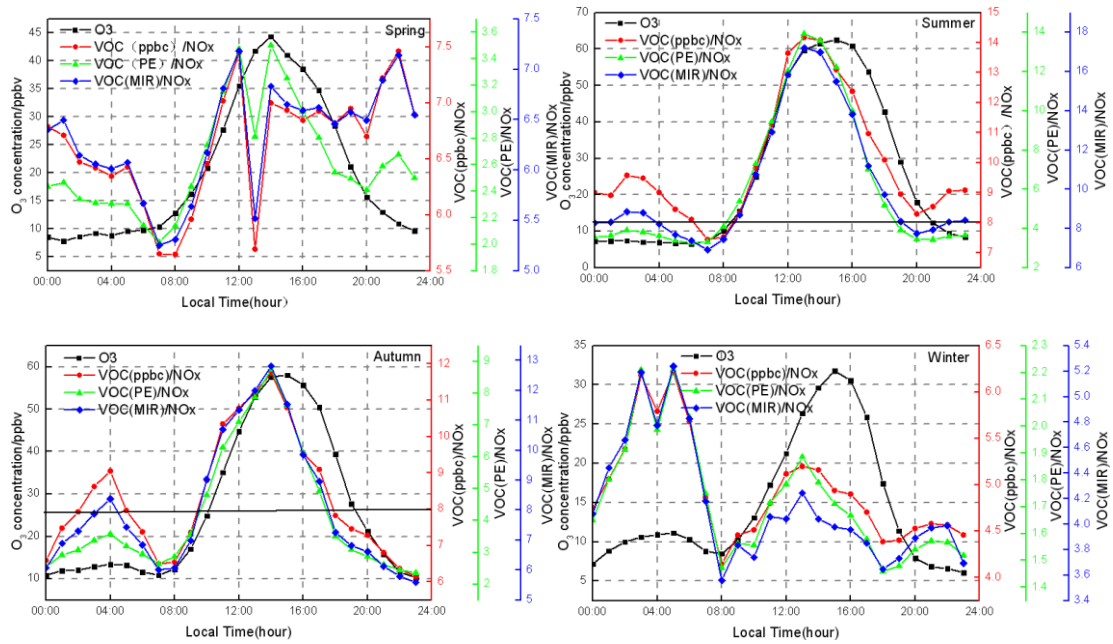 Spring
O3
VOC（ppbc）/NOx
VOC（PE）/NOx
VOC(MIR)/NOx
O3 concentration/ppbv
45
40
35
30
25
20
15
10
5
00:00 04:00 08:00 12:00 16:00 20:00 24:00
Local Time(hour）
VOC(ppbc)/NOx
7.5
7.0
6.5
6.0
5.5
VOC(PE)/NOx
3.6
3.4
3.2
3.0
2.8
2.6
2.4
2.2
2.0
1.8
VOC(MIR)/NOx
7.5
7.0
6.5
6.0
5.5
5.0
Summer
O3
VOC(ppbc)/NOx
VOC(PE)/NOx
VOC(MIR)/NOx
O3 concentration/ppbv
70
60
50
40
30
20
10
0
00:00 04:00 08:00 12:00 16:00 20:00 24:00
Local Time(hour)
VOC(ppbc) /NOx
15
14
13
12
11
10
9
8
7
VOC(PE)/NOx
14
12
10
8
6
4
2
VOC(MIR)/NOx
18
16
14
12
10
8
6
Autumn
O3
VOC(ppbc)/NOx
VOC(PE)/NOx
VOC(MIR)/NOx
O3 concentration/ppbv
60
50
40
30
20
10
00:00 04:00 08:00 12:00 16:00 20:00 24:00
Local Time(hour)
VOC(ppbc)/NOx
12
11
10
9
8
7
6
VOC(PE)/NOx
9
8
7
6
5
4
3
2
VOC(MIR)/NOx
13
12
11
10
9
8
7
6
5
Winter
O3
VOC(ppbc)/NOx
VOC(PE)/NOx
VOC(MIR)/NOx
O3 concentration/ppbv
35
30
25
20
15
10
5
00:00 04:00 08:00 12:00 16:00 20:00 24:00
Local Time(hour)
VOC(ppbc)/NOx
6.5
6.0
5.5
5.0
4.5
4.0
VOC(PE)/NOx
2.3
2.2
2.1
2.0
1.9
1.8
1.7
1.6
1.5
1.4
1.3
VOC(MIR)/NOx
5.4
5.2
5.0
4.8
4.6
4.4
4.2
4.0
3.8
3.6
3.4